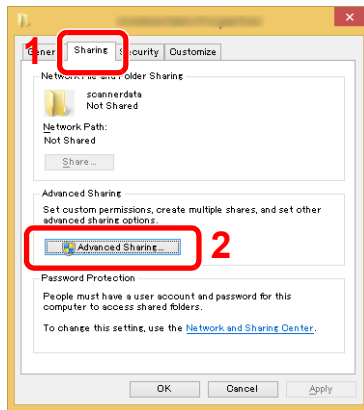 1
General Sharing Security Customize
Network File and Folder Sharing
scannerdata
Not Shared
Network Path:
Not Shared
Share...
Advanced Sharing
Set custom permissions, create multiple shares, and set other
advanced sharing options.
Advanced Sharing...
2
Password Protection
People must have a user account and password for this
computer to access shared folders.
To change this setting, use the Network and Sharing Center.
OK Cancel Apply